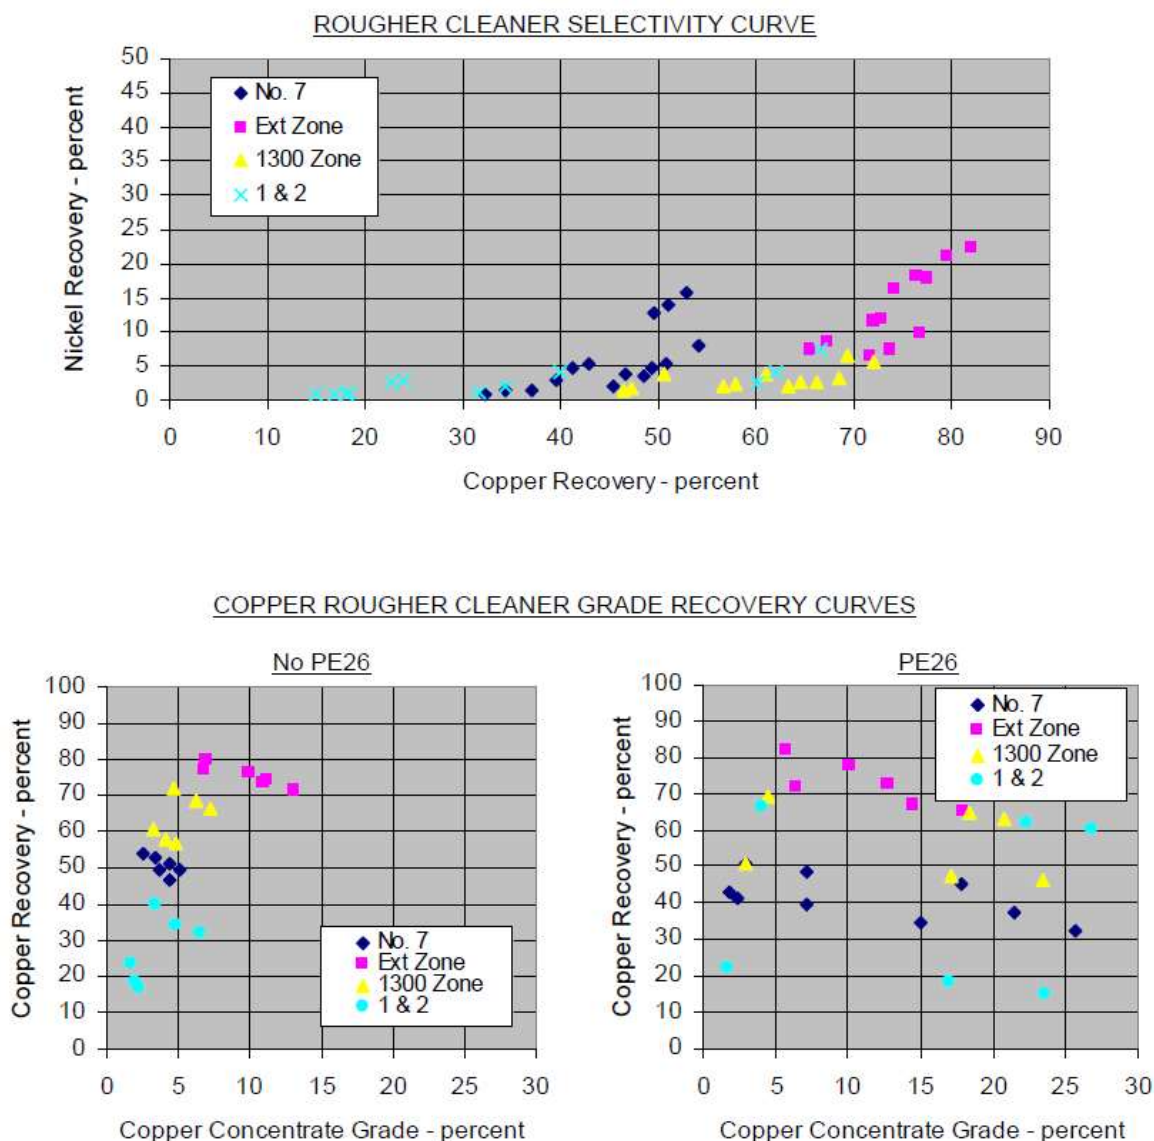 ROUGHER CLEANER SELECTIVITY CURVE
Nickel Recovery - percent
50
45
40
35
30
25
20
15
10
5
0
No. 7
Ext Zone
1300 Zone
1 & 2
0 10 20 30 40 50 60 70 80 90
Copper Recovery - percent
COPPER ROUGHER CLEANER GRADE RECOVERY CURVES
No PE26
Copper Recovery - percent
100
90
80
70
60
50
40
30
20
10
0
No. 7
Ext Zone
1300 Zone
1 & 2
0 5 10 15 20 25 30
Copper Concentrate Grade - percent
PE26
Copper Recovery - percent
100
90
80
70
60
50
40
30
20
10
0
No. 7
Ext Zone
1300 Zone
1 & 2
0 5 10 15 20 25 30
Copper Concentrate Grade - percent